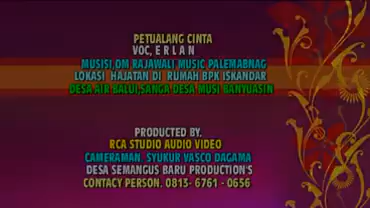 PETUALANG CINTA
VOC, E R L A N
MUSISI,OM RAJAWALI MUSIC PALEMABNAG
LOKASI HAJATAN DI RUMAH BPK ISKANDAR
DESA AIR BALUI,SANGA DESA MUSI BANYUASIN
PRODUCED BY.
RCA STUDIO AUDIO VIDEO
CAMERAMAN. SYUKUR VASCO DAGAMA
DESA SEMANGUS BARU PRODUCTION'S
CONTACY PERSON. 0813- 6761 - 0656